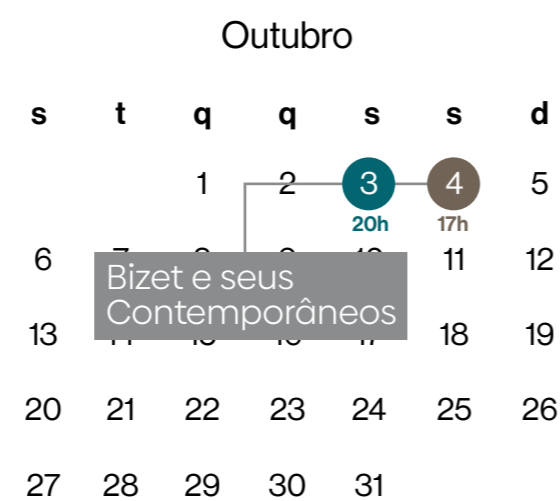 Outubro
s t q q s s d
1 2 3 4 5
20h 17h
6 11 12
Bizet e seus
Contemporâneos
13 18 19
20 21 22 23 24 25 26
27 28 29 30 31